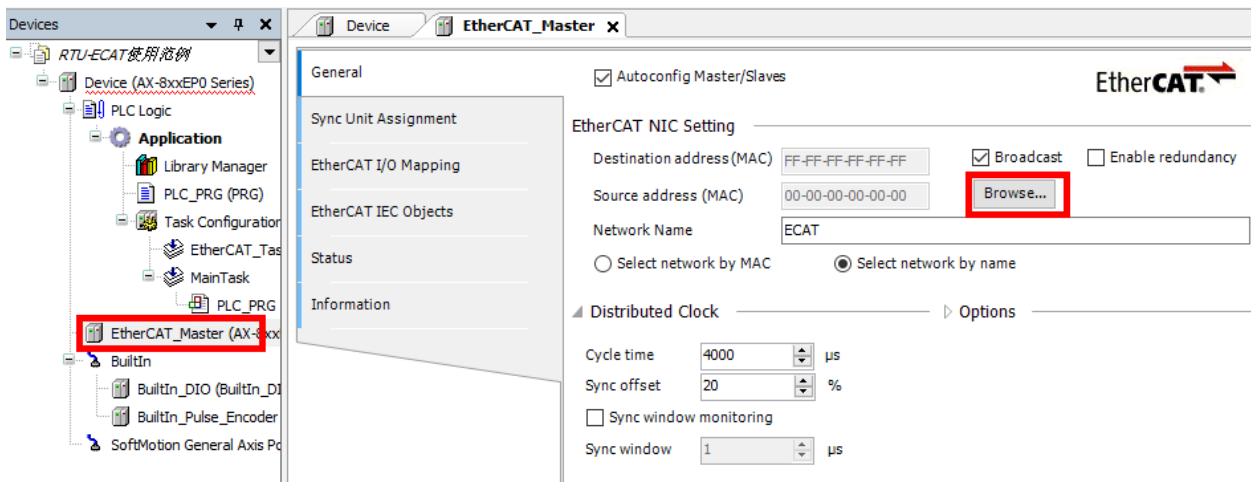 Devices
RTU-ECAT使用范例
Device (AX-8xxEP0 Series)
PLC Logic
Application
Library Manager
PLC_PRG (PRG)
Task Configuration
EtherCAT_Tas
MainTask
PLC_PRG
EtherCAT_Master (AX-8xx
BuiltIn
BuiltIn_DIO (BuiltIn_DI
BuiltIn_Pulse_Encoder
SoftMotion General Axis Po
Device
EtherCAT_Master
General
Sync Unit Assignment
EtherCAT I/O Mapping
EtherCAT IEC Objects
Status
Information
Autoconfig Master/Slaves
EtherCAT.
EtherCAT NIC Setting
Destination address (MAC) FF-FF-FF-FF-FF-FF Broadcast Enable redundancy
Source address (MAC) 00-00-00-00-00-00 Browse...
Network Name ECAT
Select network by MAC Select network by name
Distributed Clock Options
Cycle time 4000 µs
Sync offset 20 %
Sync window monitoring
Sync window 1 µs